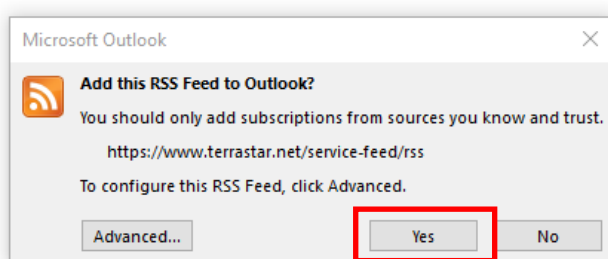 Microsoft Outlook
Add this RSS Feed to Outlook?
You should only add subscriptions from sources you know and trust.
https://www.terrastar.net/service-feed/rss
To configure this RSS Feed, click Advanced.
Advanced... Yes No